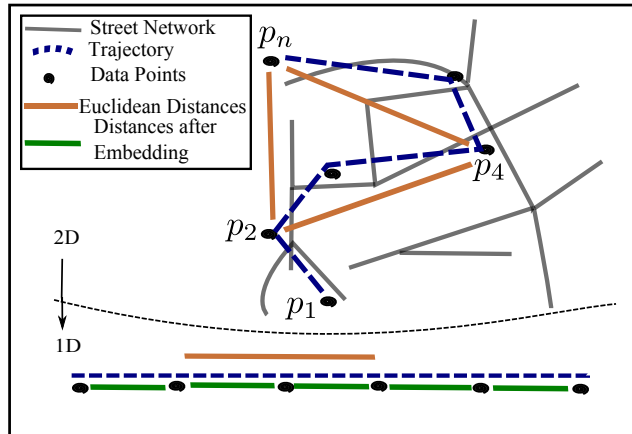 Street Network
Trajectory
Data Points
Euclidean Distances
Distances after
Embedding
p_n
p_4
p_2
p_1
2D
1D